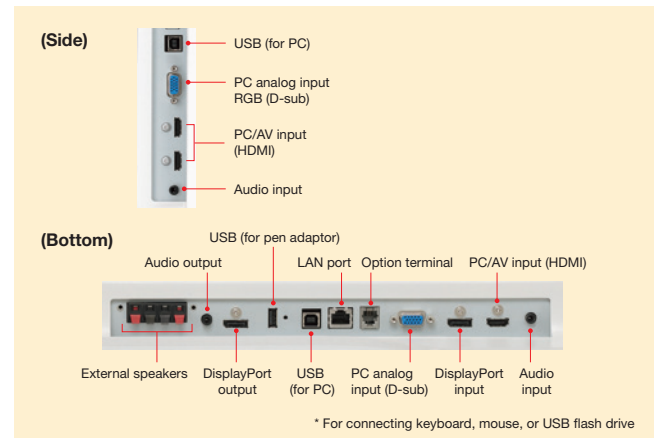 (Side)
USB (for PC)
PC analog input
RGB (D-sub)
PC/AV input
(HDMI)
Audio input
(Bottom)
USB (for pen adaptor)
Audio output
LAN port
Option terminal
PC/AV input (HDMI)
External speakers
DisplayPort
output
USB
(for PC)
PC analog
input (D-sub)
DisplayPort
input
Audio
input
* For connecting keyboard, mouse, or USB flash drive